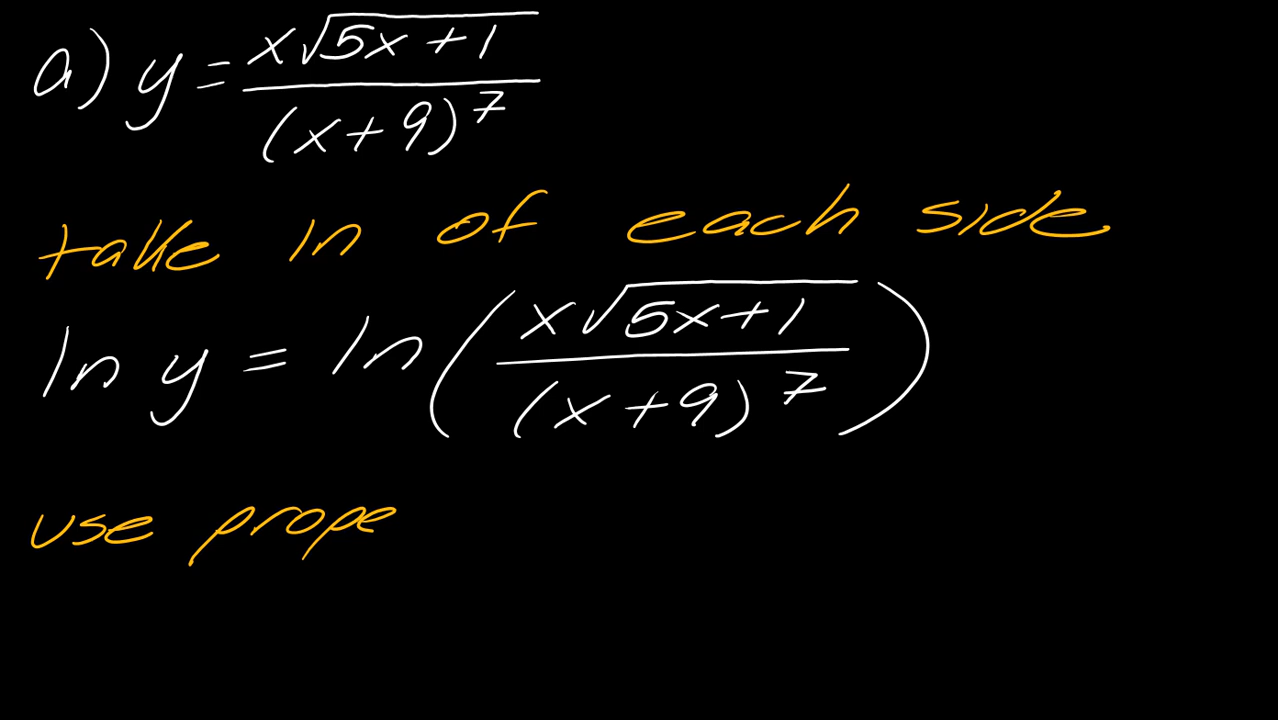 a) y = x√(5x+1) / (x+9)^7
take ln of each side
ln y = ln( x√(5x+1) / (x+9)^7 )
use prope